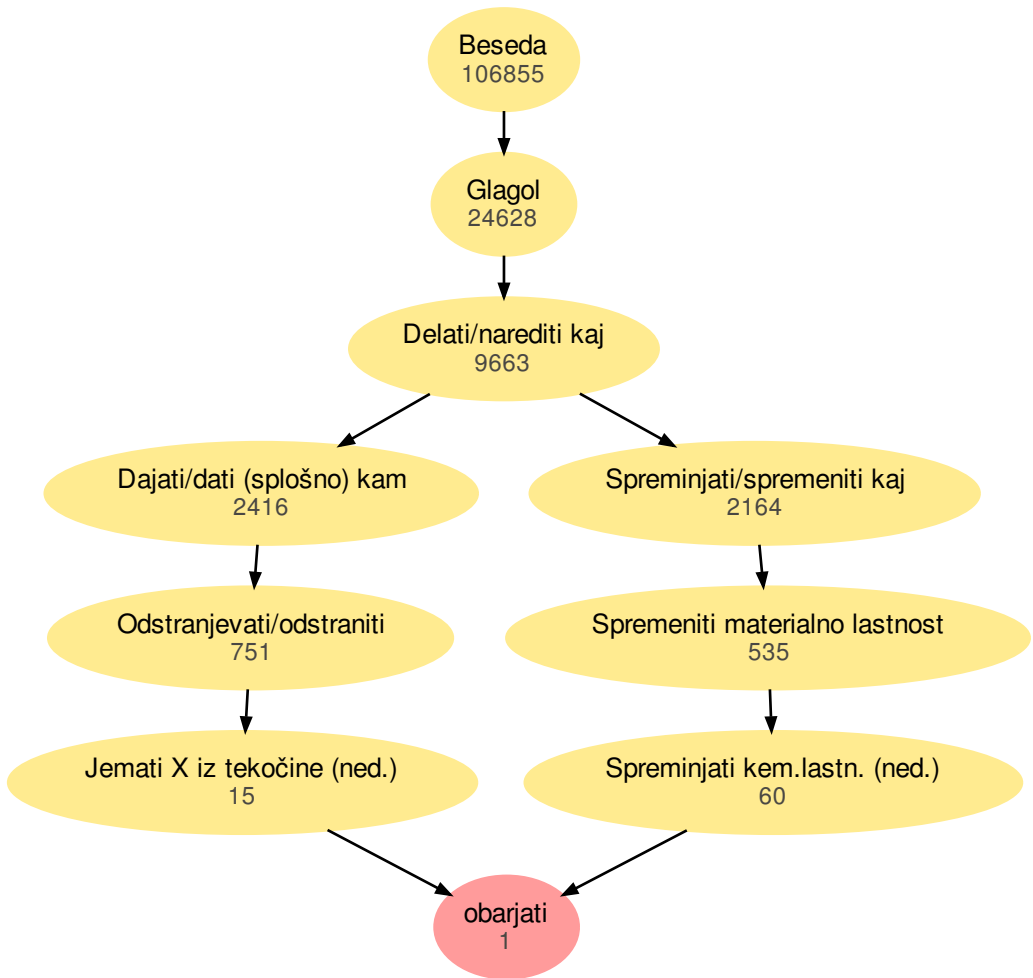 Beseda
106855
Glagol
24628
Delati/narediti kaj
9663
Dajati/dati (splošno) kam
2416
Spreminjati/spremeniti kaj
2164
Odstranjevati/odstraniti
751
Spremeniti materialno lastnost
535
Jemati X iz tekočine (ned.)
15
Spreminjati kem.lastn. (ned.)
60
obarjati
1